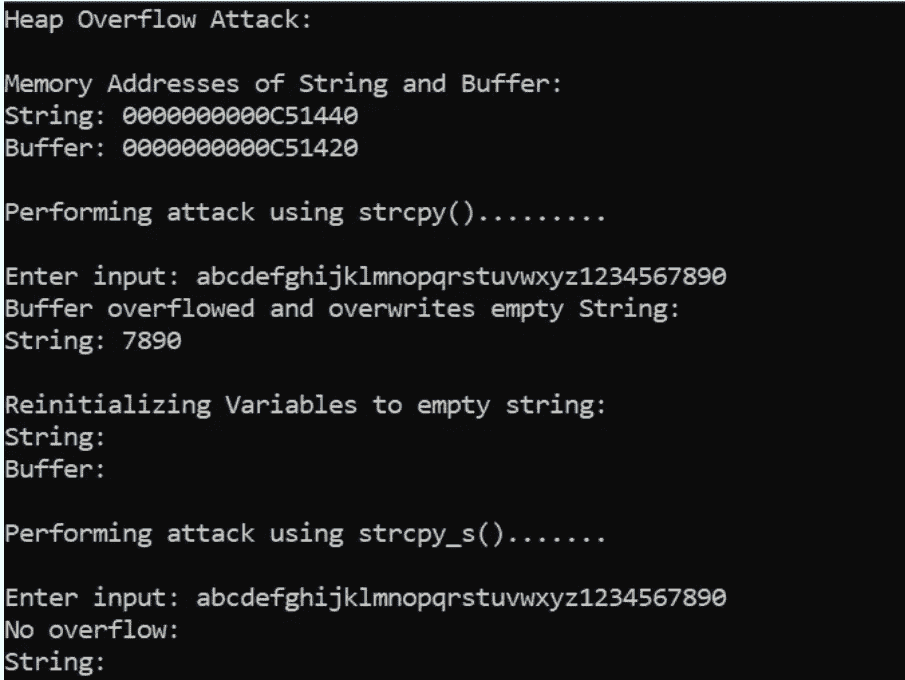 Heap Overflow Attack:
Memory Addresses of String and Buffer:
String: 0000000000C51440
Buffer: 0000000000C51420
Performing attack using strcpy().........
Enter input: abcdefghijklmnopqrstuvwxyz1234567890
Buffer overflowed and overwrites empty String:
String: 7890
Reinitializing Variables to empty string:
String:
Buffer:
Performing attack using strcpy_s().......
Enter input: abcdefghijklmnopqrstuvwxyz1234567890
No overflow:
String: